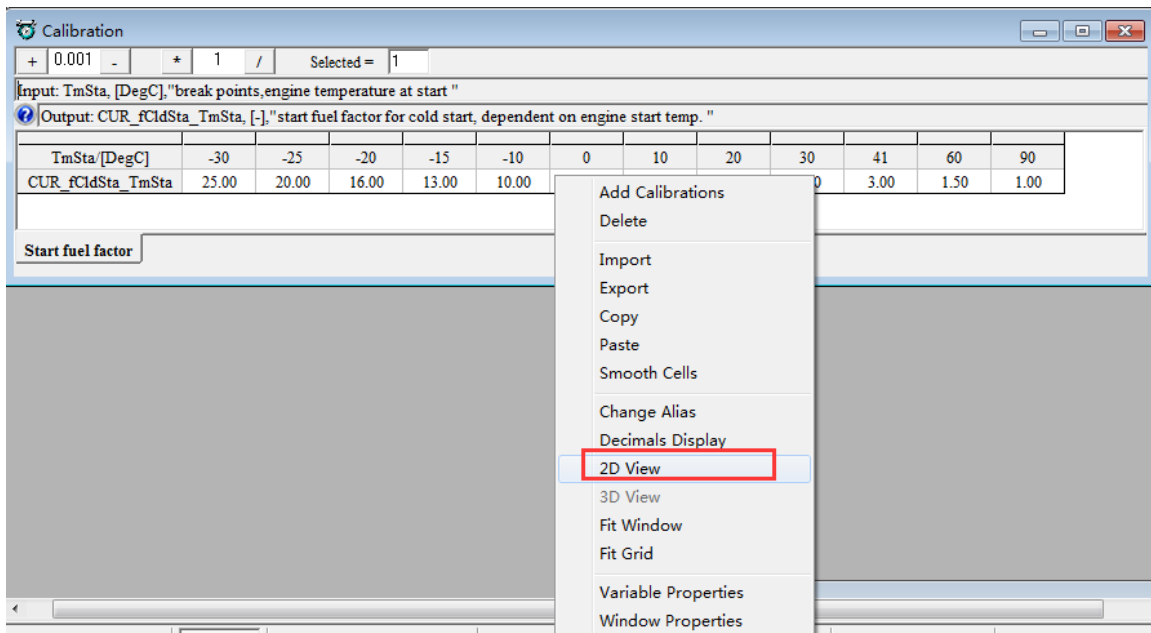 Calibration
+ 0.001 - * 1 / Selected = 1
Input: TmSta, [DegC],"break points,engine temperature at start "
Output: CUR_fCldSta_TmSta, [-],"start fuel factor for cold start, dependent on engine start temp. "
TmSta/[DegC] -30 -25 -20 -15 -10 0 10 20 30 41 60 90
CUR_fCldSta_TmSta 25.00 20.00 16.00 13.00 10.00 3.00 1.50 1.00
Start fuel factor
Add Calibrations
Delete
Import
Export
Copy
Paste
Smooth Cells
Change Alias
Decimals Display
2D View
3D View
Fit Window
Fit Grid
Variable Properties
Window Properties